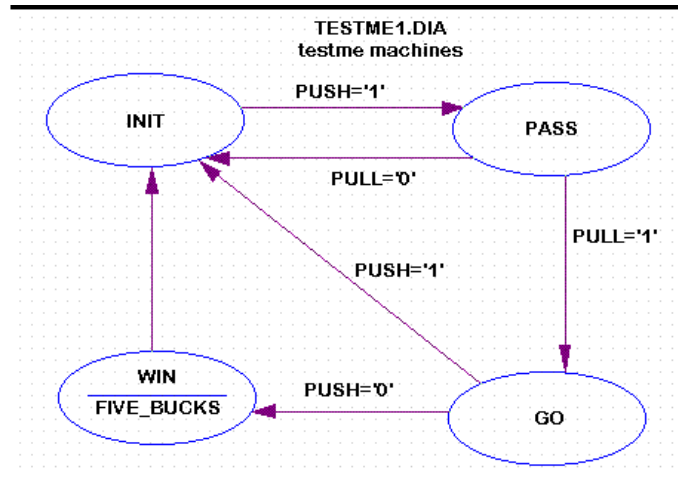 TESTME1.DIA
testme machines
PUSH='1'
INIT
PASS
PULL='0'
PULL='1'
PUSH='1'
WIN
FIVE_BUCKS
PUSH='0'
GO